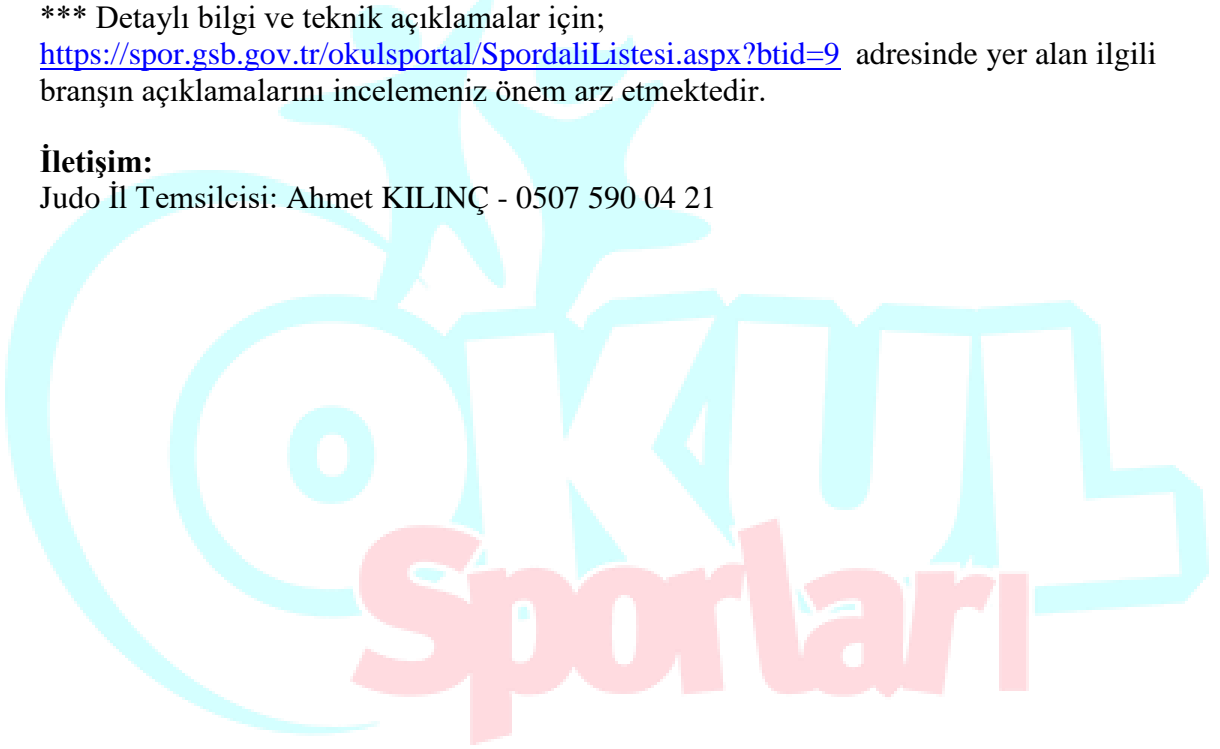 *** Detaylı bilgi ve teknik açıklamalar için;
https://spor.gsb.gov.tr/okulsportal/SpordaliListesi.aspx?btid=9 adresinde yer alan ilgili
branşın açıklamalarını incelemeniz önem arz etmektedir.
İletişim:
Judo İl Temsilcisi: Ahmet KILINÇ - 0507 590 04 21
OKUL
Sporları